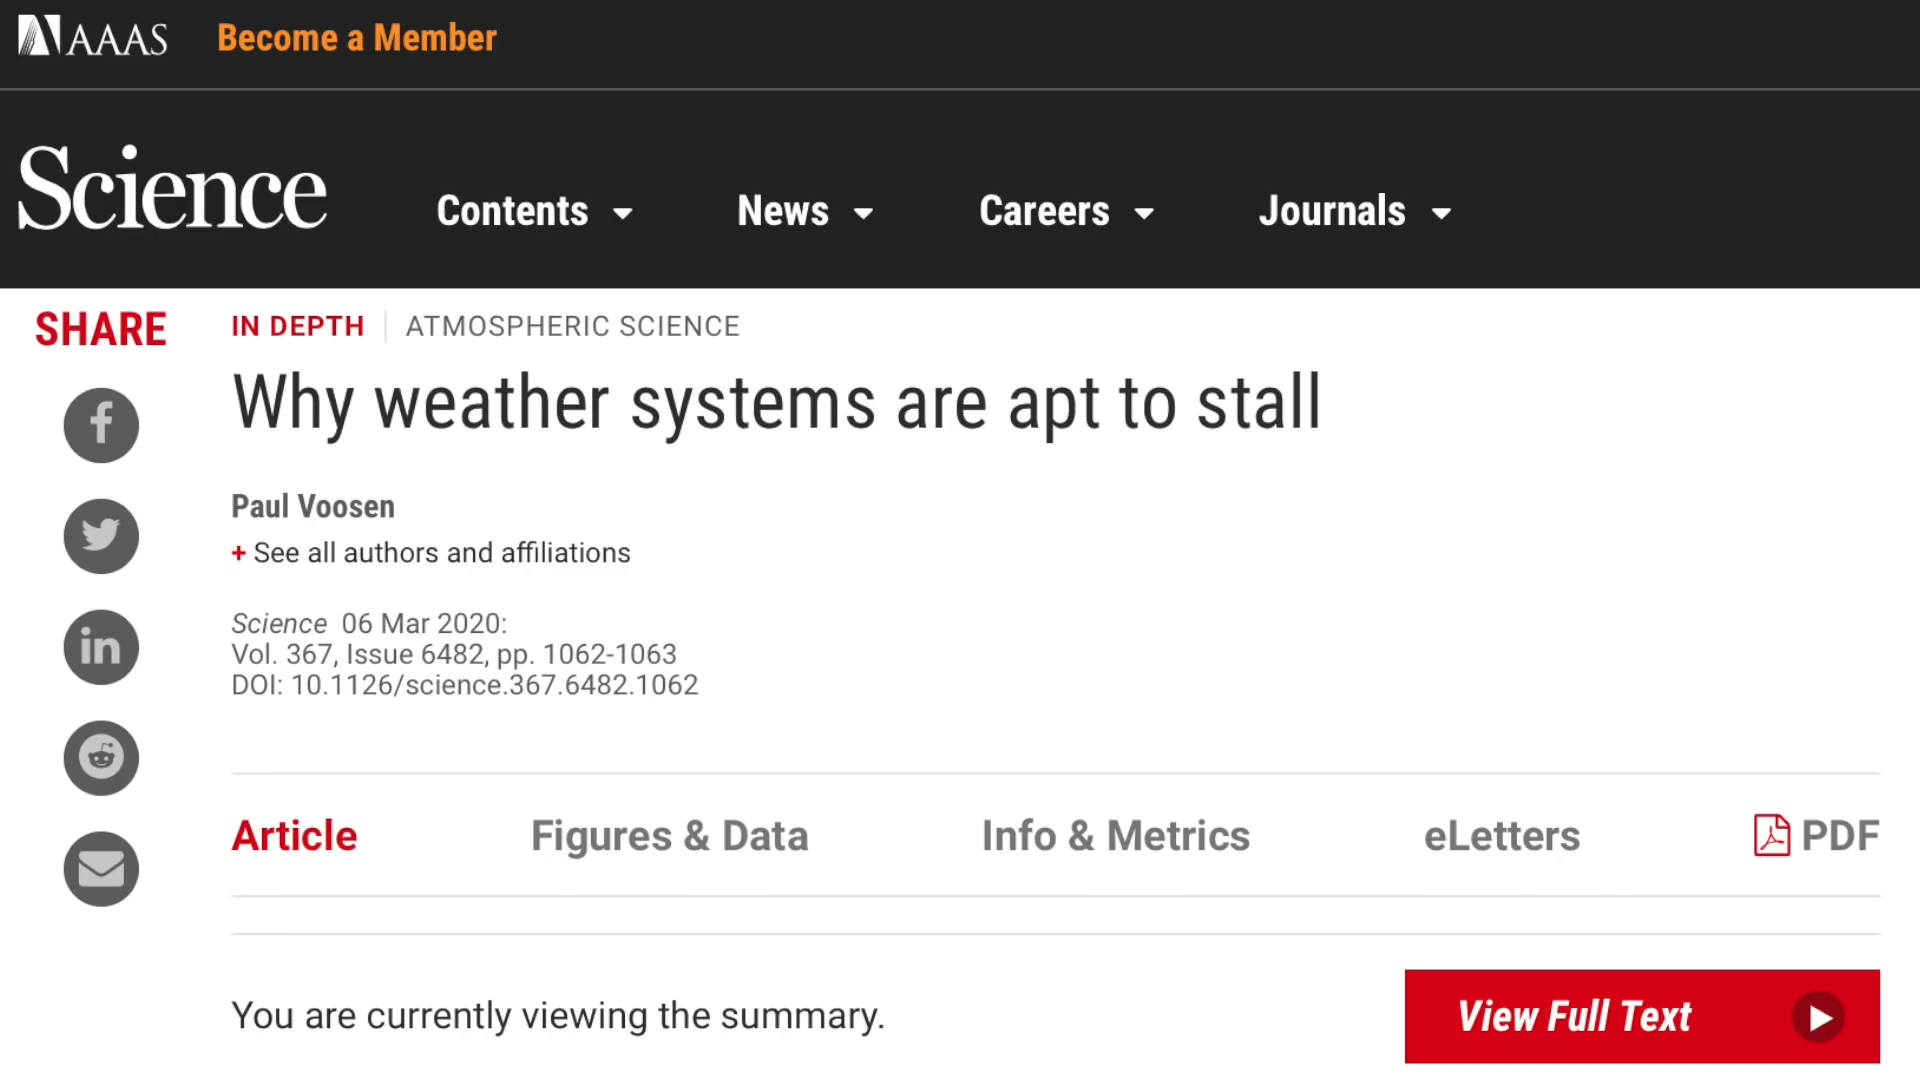 AAAS Become a Member
Science Contents News Careers Journals
SHARE
IN DEPTH ATMOSPHERIC SCIENCE
Why weather systems are apt to stall
Paul Voosen
+ See all authors and affiliations
Science 06 Mar 2020:
Vol. 367, Issue 6482, pp. 1062-1063
DOI: 10.1126/science.367.6482.1062
Article Figures & Data Info & Metrics eLetters PDF
You are currently viewing the summary. View Full Text